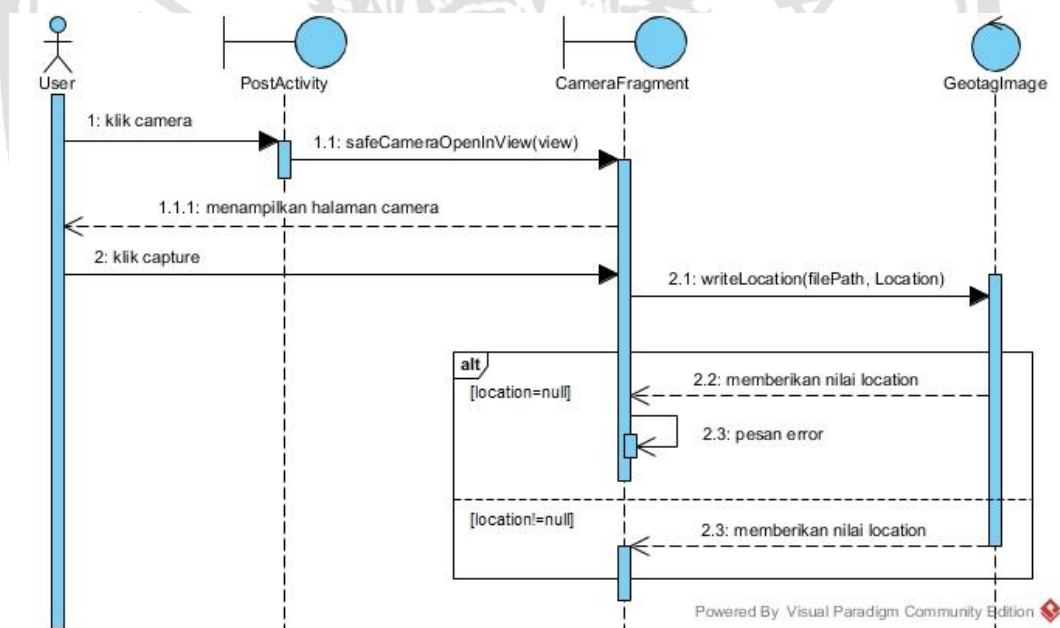 User
PostActivity
CameraFragment
GeotagImage
1: klik camera
1.1: safeCameraOpenInView(view)
1.1.1: menampilkan halaman camera
2: klik capture
2.1: writeLocation(filePath, Location)
alt
[location=null]
2.2: memberikan nilai location
2.3: pesan error
[location!=null]
2.3: memberikan nilai location
Powered By Visual Paradigm Community Edition